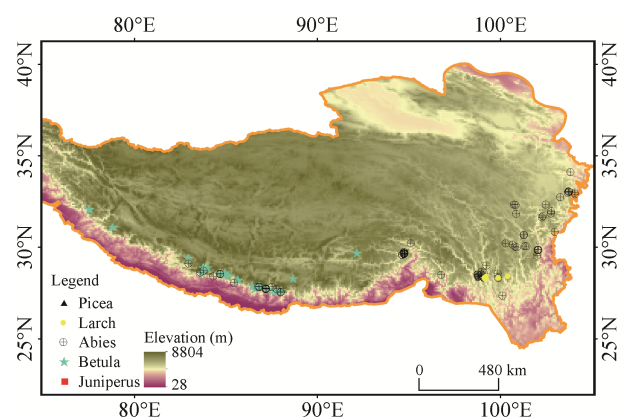 80°E 90°E 100°E
40°N 40°N
35°N 35°N
30°N 30°N
25°N 25°N
Legend
Picea
Larch
Abies
Betula
Juniperus
Elevation (m)
8804
28
0 480 km
80°E 90°E 100°E